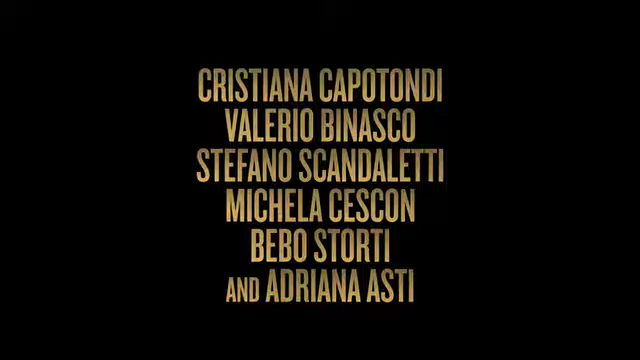 CRISTIANA CAPOTONDI
VALERIO BINASCO
STEFANO SCANDALETTI
MICHELA CESCON
BEBO STORTI
AND ADRIANA ASTI